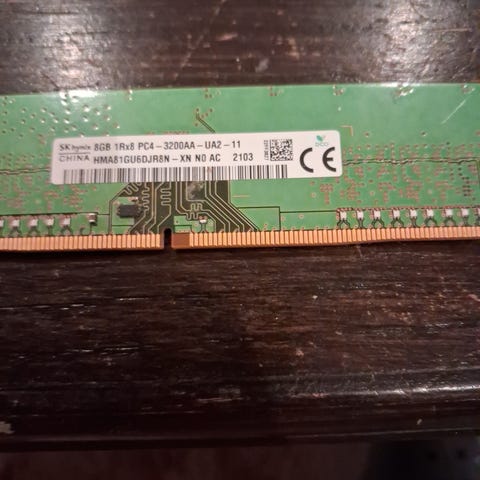 SK hynix 8GB 1Rx8 PC4-3200AA-UA2-11
CHINA HMA81GU6DJR8N-XN N0 AC 2103
CE